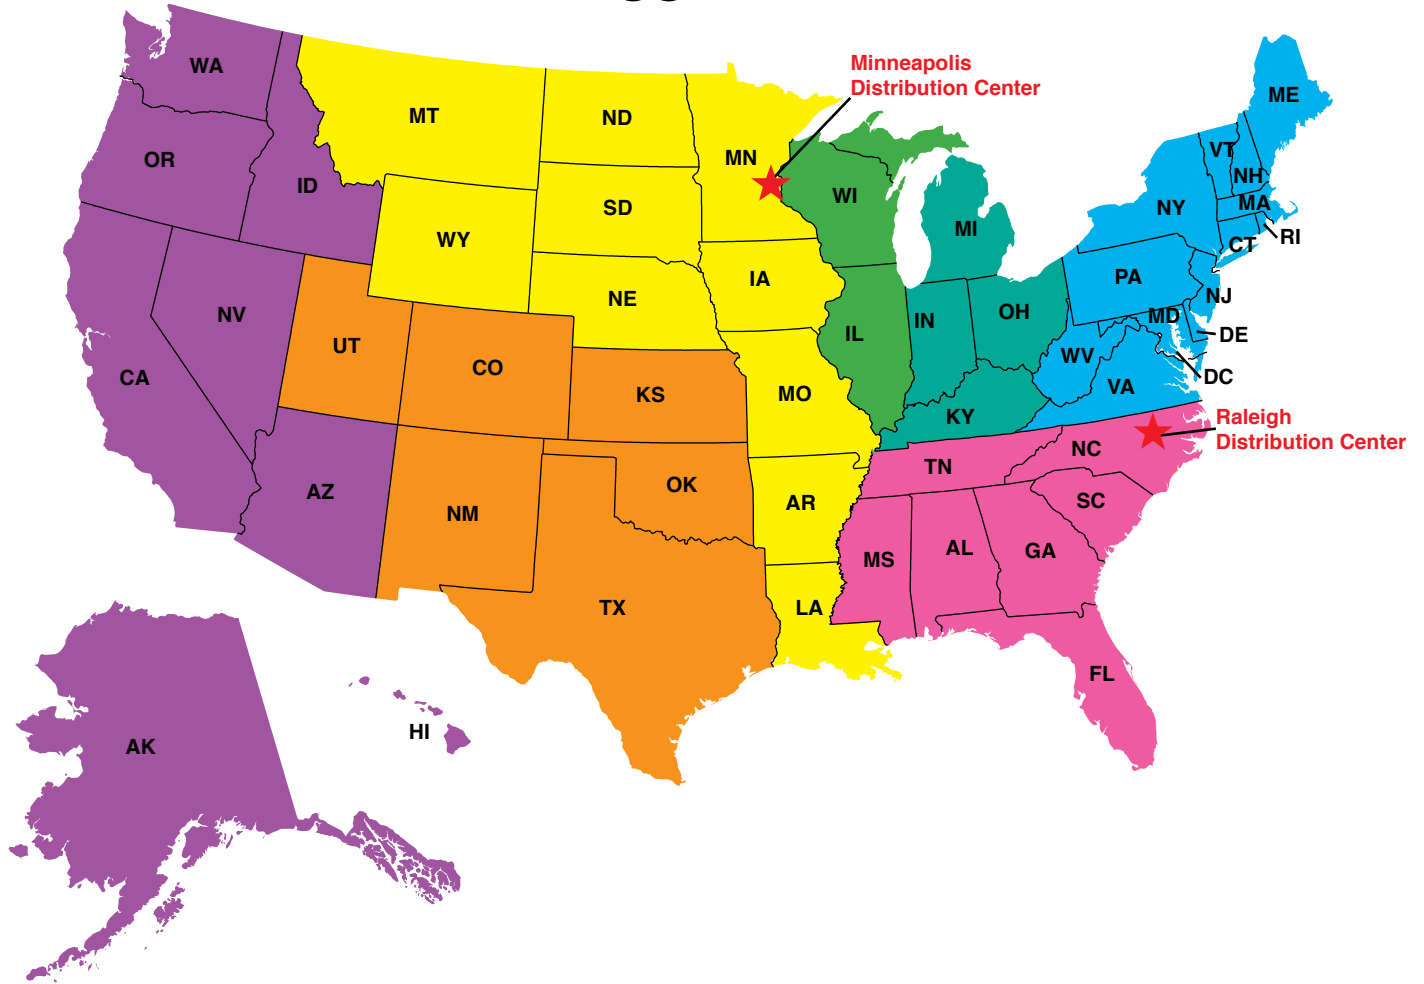 Minneapolis
Distribution Center
WA
ME
MT
ND
OR
MN
VT
NH
ID
WI
MA
SD
NY
MI
RI
WY
CT
IA
PA
NE
NJ
NV
IN
OH
MD
UT
IL
DE
WV
CO
DC
CA
VA
KS
MO
KY
Raleigh
Distribution Center
NC
TN
OK
AZ
SC
AR
NM
AL
GA
MS
TX
LA
FL
HI
AK